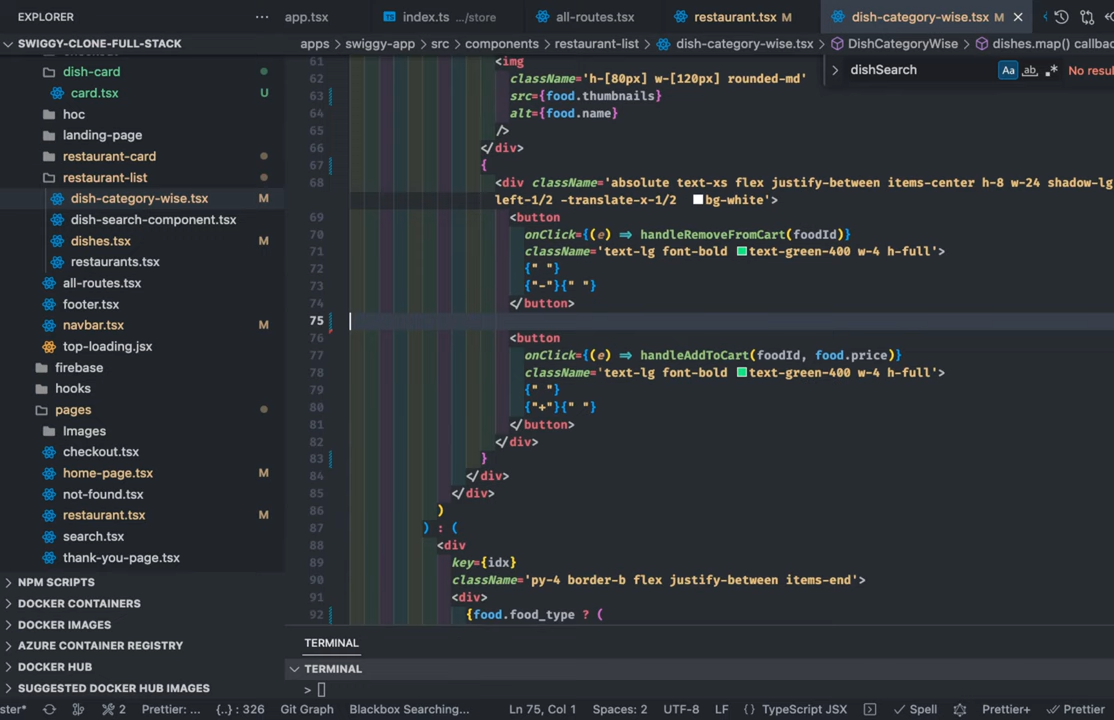 EXPLORER
SWIGGY-CLONE-FULL-STACK
dish-card
card.tsx U
hoc
landing-page
restaurant-card
restaurant-list
dish-category-wise.tsx M
dish-search-component.tsx
dishes.tsx M
restaurants.tsx
all-routes.tsx
footer.tsx
navbar.tsx M
top-loading.jsx
firebase
hooks
pages
Images
checkout.tsx
home-page.tsx M
not-found.tsx
restaurant.tsx M
search.tsx
thank-you-page.tsx
NPM SCRIPTS
DOCKER CONTAINERS
DOCKER IMAGES
AZURE CONTAINER REGISTRY
DOCKER HUB
SUGGESTED DOCKER HUB IMAGES
app.tsx index.ts .../store all-routes.tsx restaurant.tsx M dish-category-wise.tsx M
apps > swiggy-app > src > components > restaurant-list > dish-category-wise.tsx > DishCategoryWise > dishes.map() callba
dishSearch Aa ab .* No resul
61 <img
62 className='h-[80px] w-[120px] rounded-md'
63 src={food.thumbnails}
64 alt={food.name}
65 />
66 </div>
67 {
68 <div className='absolute text-xs flex justify-between items-center h-8 w-24 shadow-lg
left-1/2 -translate-x-1/2 bg-white'>
69 <button
70 onClick={(e) => handleRemoveFromCart(foodId)}
71 className='text-lg font-bold text-green-400 w-4 h-full'>
72 {" "}
73 {"-"}{" "}
74 </button>
75
76 <button
77 onClick={(e) => handleAddToCart(foodId, food.price)}
78 className='text-lg font-bold text-green-400 w-4 h-full'>
79 {" "}
80 {"+"}{" "}
81 </button>
82 </div>
83 }
84 </div>
85 </div>
86 )
87 ) : (
88 <div
89 key={idx}
90 className='py-4 border-b flex justify-between items-end'>
91 <div>
92 {food.food_type ? (
TERMINAL
TERMINAL
> []
ster* 2 Prettier: ... {..} : 326 Git Graph Blackbox Searching... Ln 75, Col 1 Spaces: 2 UTF-8 LF {} TypeScript JSX Spell Prettier+ Prettier